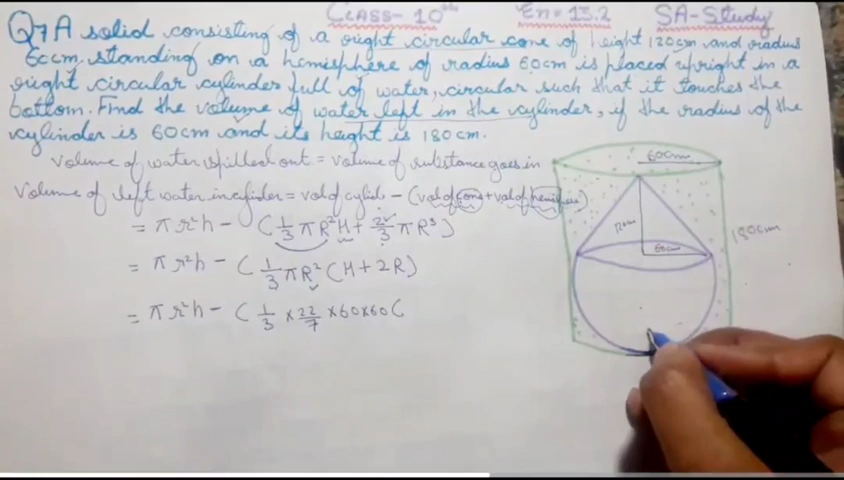 CLASS-10th En=13.2 SA-Study
Q7 A solid consisting of a right circular cone of height 120cm and radius
60cm standing on a hemisphere of radius 60cm is placed upright in a
right circular cylinder full of water, circular such that it touches the
bottom. Find the volume of water left in the cylinder, if the radius of the
cylinder is 60cm and its height is 180cm.
Volume of water spilled out = volume of substance goes in
Volume of left water in cylinder = vol of cylid - (vol of cone + vol of hemisphere)
= πr²h - (1/3 πR²H + 2/3 πR³)
= πr²h - (1/3 πR² (H + 2R)
= πr²h - (1/3 × 22/7 × 60×60(
60cm
120cm
60cm
180cm